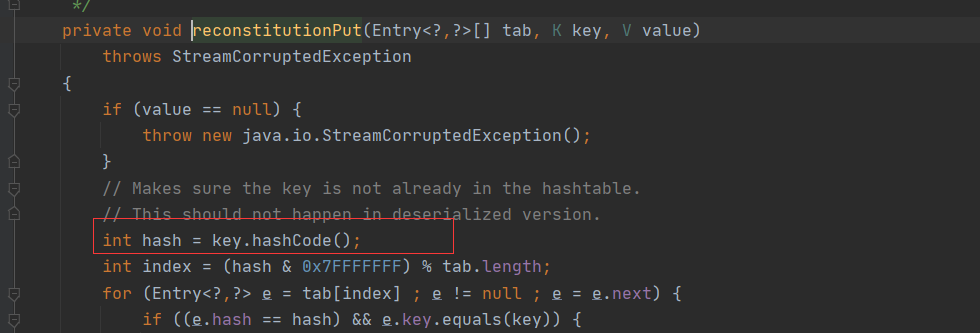 */
private void reconstitutionPut(Entry<?,?>[] tab, K key, V value)
throws StreamCorruptedException
{
if (value == null) {
throw new java.io.StreamCorruptedException();
}
// Makes sure the key is not already in the hashtable.
// This should not happen in deserialized version.
int hash = key.hashCode();
int index = (hash & 0x7FFFFFFF) % tab.length;
for (Entry<?,?> e = tab[index] ; e != null ; e = e.next) {
if ((e.hash == hash) && e.key.equals(key)) {